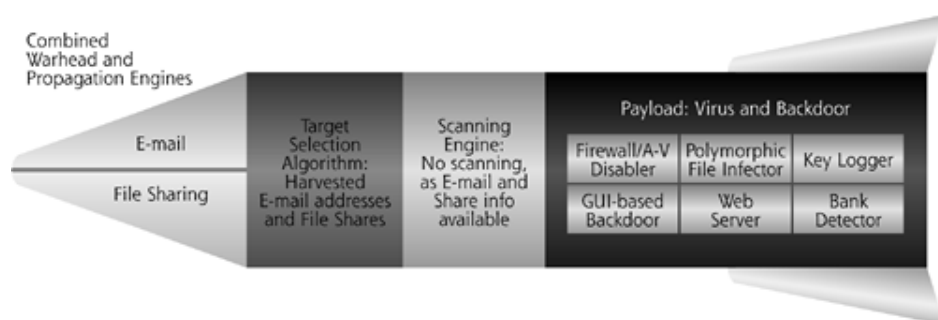 Combined
Warhead and
Propagation Engines
E-mail
File Sharing
Target
Selection
Algorithm:
Harvested
E-mail addresses
and File Shares
Scanning
Engine:
No scanning,
as E-mail and
Share info
available
Payload: Virus and Backdoor
Firewall/A-V
Disabler
Polymorphic
File Infector
Key Logger
GUI-based
Backdoor
Web
Server
Bank
Detector